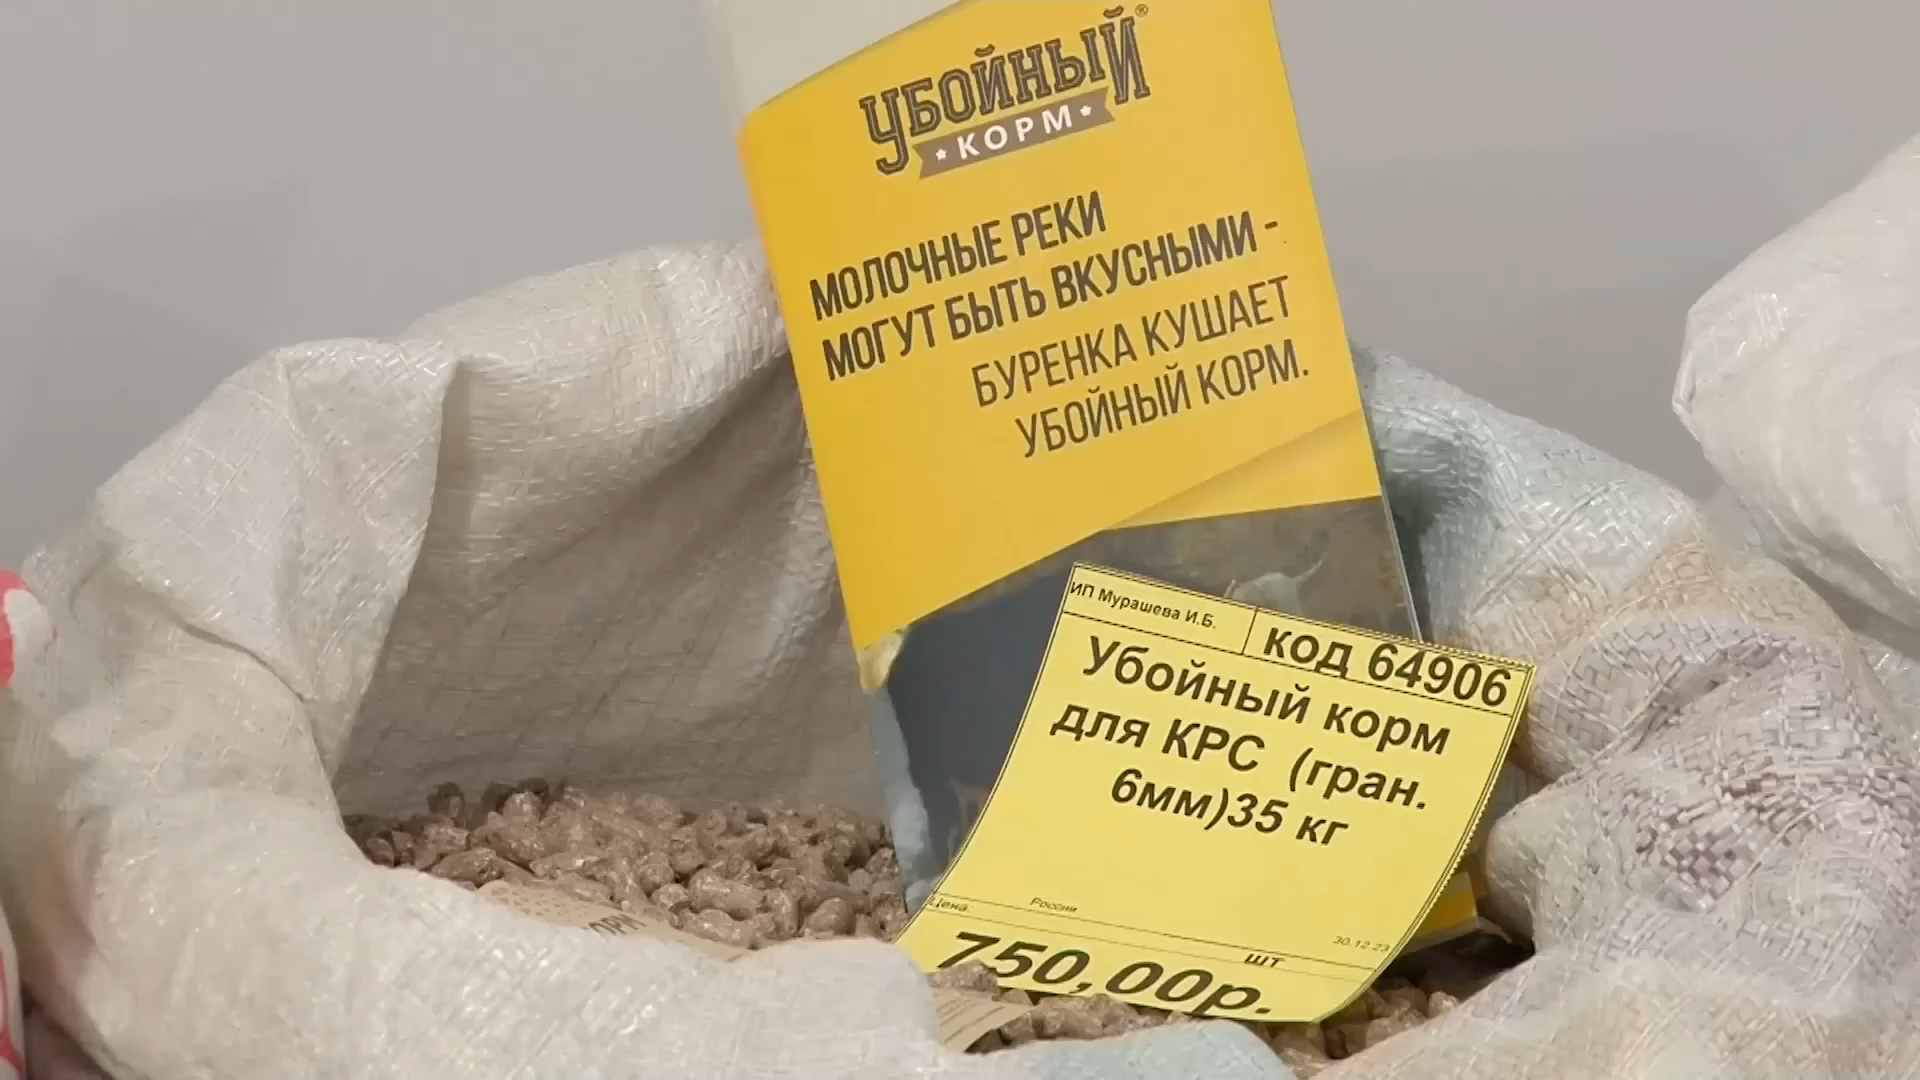 УБОЙНЫЙ®
КОРМ
МОЛОЧНЫЕ РЕКИ
МОГУТ БЫТЬ ВКУСНЫМИ -
БУРЕНКА КУШАЕТ
УБОЙНЫЙ КОРМ.
ИП Мурашева И.Б.
код 64906
Убойный корм
для КРС (гран.
6мм)35 кг
Цена:
Россия
30.12.23
шт
750,00р.